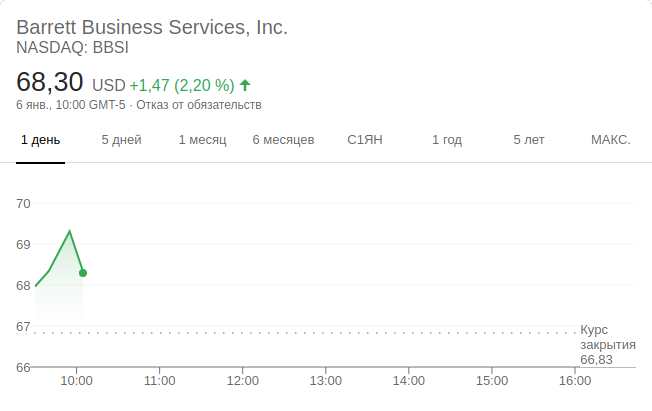 Barrett Business Services, Inc.
NASDAQ: BBSI
68,30 USD +1,47 (2,20 %)
6 янв., 10:00 GMT-5 · Отказ от обязательств
1 день 5 дней 1 месяц 6 месяцев С1ЯН 1 год 5 лет МАКС.
70
69
68
67
66
Курс
закрытия
66,83
10:00 11:00 12:00 13:00 14:00 15:00 16:00